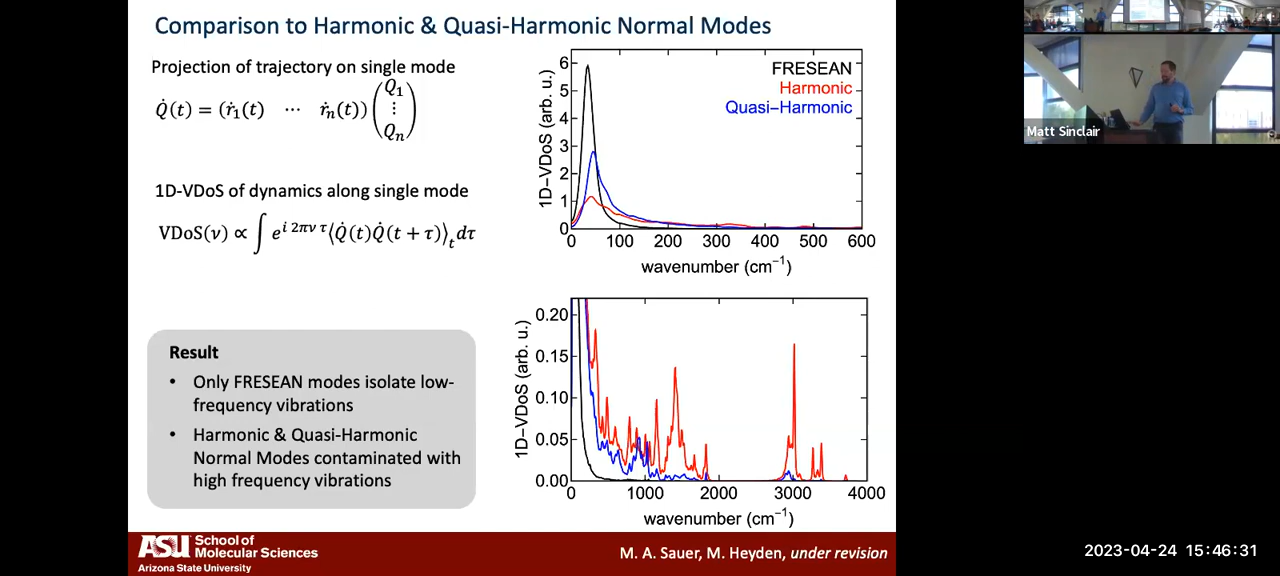 Comparison to Harmonic & Quasi-Harmonic Normal Modes
Projection of trajectory on single mode
Q̇(t) = (ṙ₁(t) ⋯ ṙₙ(t)) (Q₁ ⋮ Qₙ)
1D-VDoS of dynamics along single mode
VDoS(ν) ∝ ∫ e^{i 2πν τ} ⟨Q̇(t)Q̇(t + τ)⟩ₜ dτ
Result
• Only FRESEAN modes isolate low-
frequency vibrations
• Harmonic & Quasi-Harmonic
Normal Modes contaminated with
high frequency vibrations
FRESEAN
Harmonic
Quasi−Harmonic
1D-VDoS (arb. u.)
6
5
4
3
2
1
0
0 100 200 300 400 500 600
wavenumber (cm⁻¹)
1D-VDoS (arb. u.)
0.20
0.15
0.10
0.05
0.00
0 1000 2000 3000 4000
wavenumber (cm⁻¹)
ASU School of
Molecular Sciences
Arizona State University
M. A. Sauer, M. Heyden, under revision
Matt Sinclair
2023-04-24 15:46:31